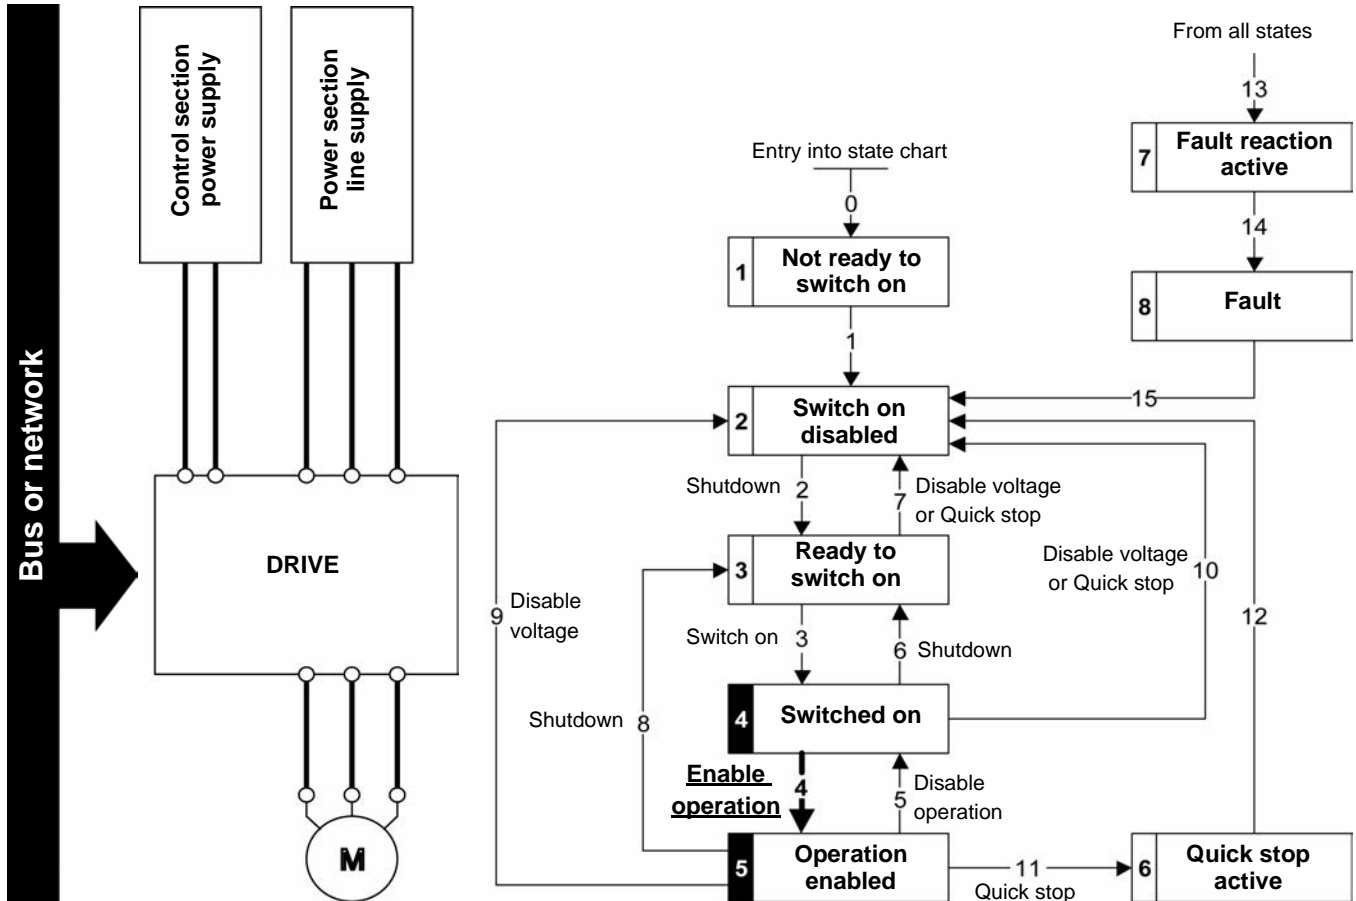 Bus or network
Control section
power supply
Power section
line supply
DRIVE
M
From all states
13
7
Fault reaction
active
14
8
Fault
15
Entry into state chart
0
1
Not ready to
switch on
1
2
Switch on
disabled
Shutdown
2
7
Disable voltage
or Quick stop
3
Ready to
switch on
Disable voltage
or Quick stop
10
9
Disable
voltage
12
Switch on
3
6
Shutdown
4
Switched on
Shutdown
8
Enable
operation
4
5
Disable
operation
5
Operation
enabled
11
Quick stop
6
Quick stop
active